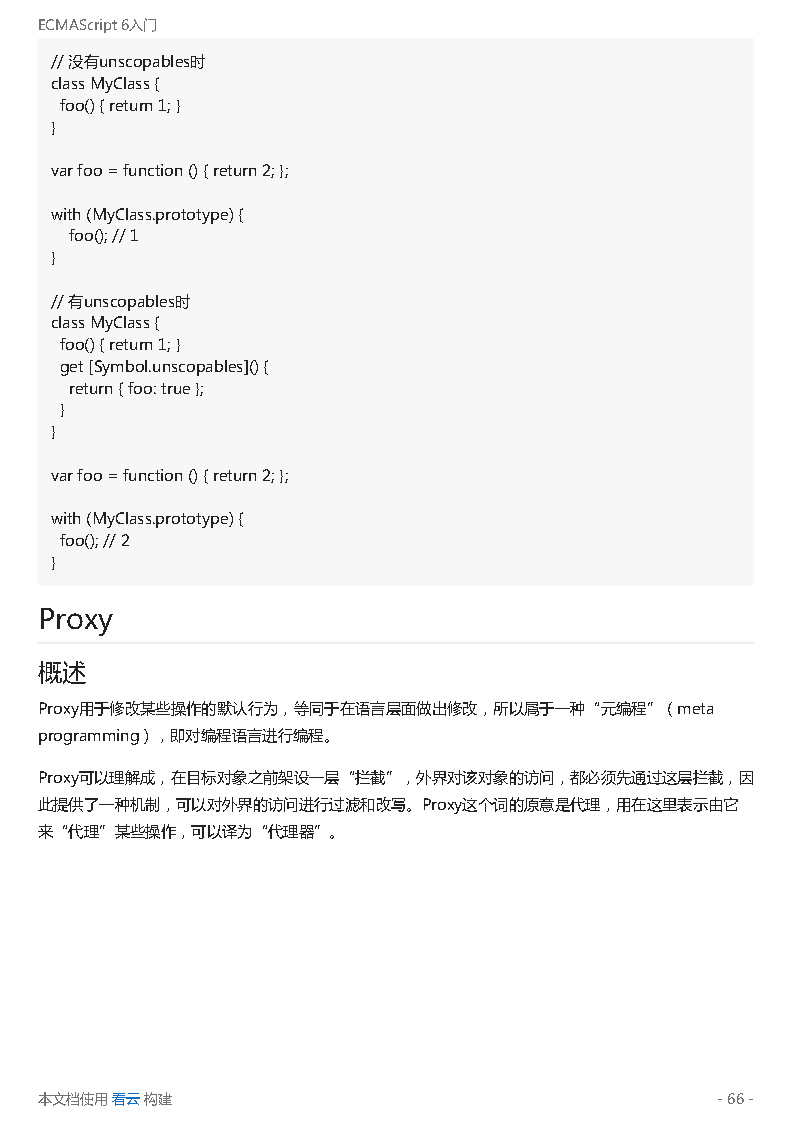 ECMAScript 6入门
// 没有unscopables时
class MyClass {
  foo() { return 1; }
}
var foo = function () { return 2; };
with (MyClass.prototype) {
    foo(); // 1
}
// 有unscopables时
class MyClass {
  foo() { return 1; }
  get [Symbol.unscopables]() {
    return { foo: true };
  }
}
var foo = function () { return 2; };
with (MyClass.prototype) {
  foo(); // 2
}
Proxy
概述
Proxy用于修改某些操作的默认行为，等同于在语言层面做出修改，所以属于一种“元编程”（meta
programming），即对编程语言进行编程。
Proxy可以理解成，在目标对象之前架设一层“拦截”，外界对该对象的访问，都必须先通过这层拦截，因
此提供了一种机制，可以对外界的访问进行过滤和改写。Proxy这个词的原意是代理，用在这里表示由它
来“代理”某些操作，可以译为“代理器”。
本文档使用 看云 构建
- 66 -